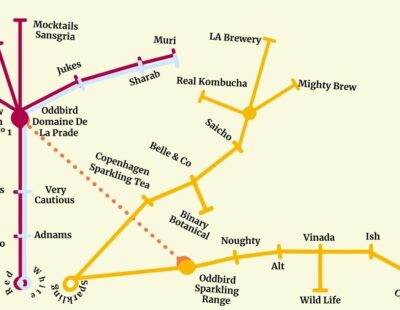 Mocktails
Sansgria
LA Brewery
Muri
Jukes
Sharab
Real Kombucha
Mighty Brew
Oddbird
Domaine De
La Prade
Saicho
Belle & Co
Copenhagen
Sparkling Tea
Very
Cautious
Binary
Botanical
Adnams
Noughty
Vinada
Ish
Alt
Red
White
Sparkling
Oddbird
Sparkling
Range
Wild Life